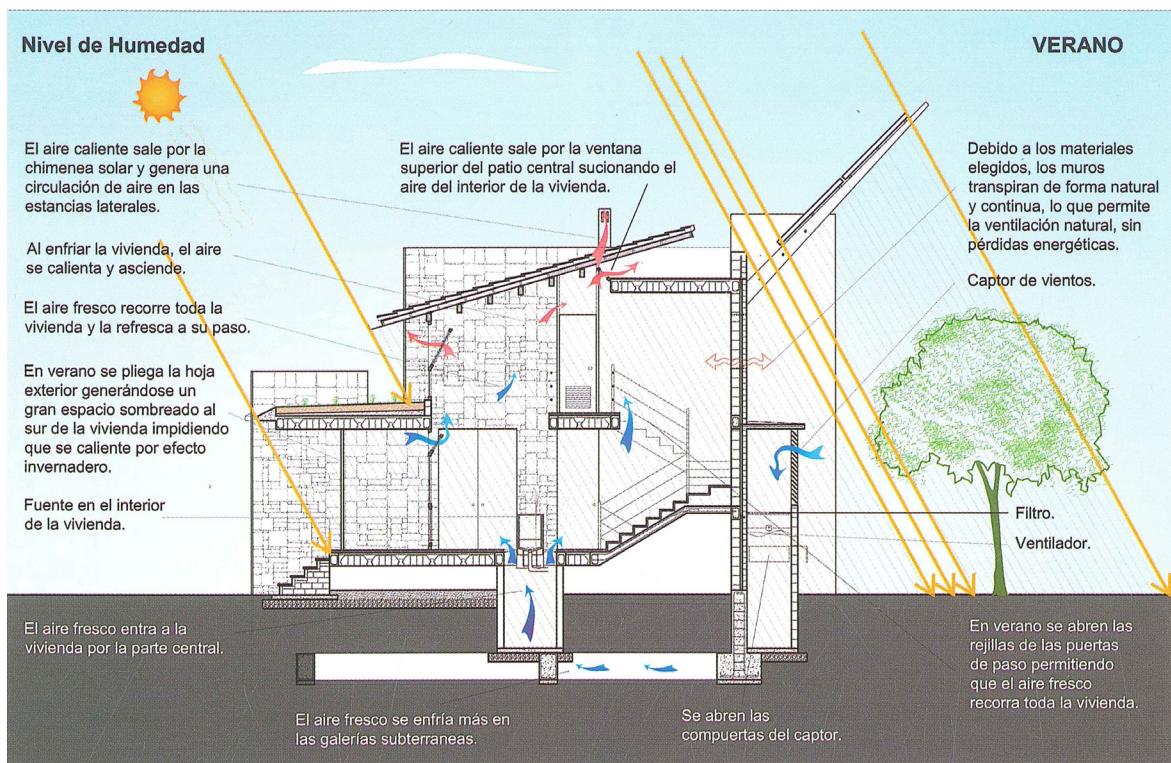 Nivel de Humedad
VERANO
El aire caliente sale por la
chimenea solar y genera una
circulación de aire en las
estancias laterales.
Al enfriar la vivienda, el aire
se calienta y asciende.
El aire fresco recorre toda la
vivienda y la refresca a su paso.
En verano se pliega la hoja
exterior generándose un
gran espacio sombreado al
sur de la vivienda impidiendo
que se caliente por efecto
invernadero.
Fuente en el interior
de la vivienda.
El aire caliente sale por la ventana
superior del patio central sucionando el
aire del interior de la vivienda.
Debido a los materiales
elegidos, los muros
transpiran de forma natural
y continua, lo que permite
la ventilación natural, sin
pérdidas energéticas.
Captor de vientos.
Filtro.
Ventilador.
El aire fresco entra a la
vivienda por la parte central.
El aire fresco se enfría más en
las galerías subterraneas.
Se abren las
compuertas del captor.
En verano se abren las
rejillas de las puertas
de paso permitiendo
que el aire fresco
recorra toda la vivienda.